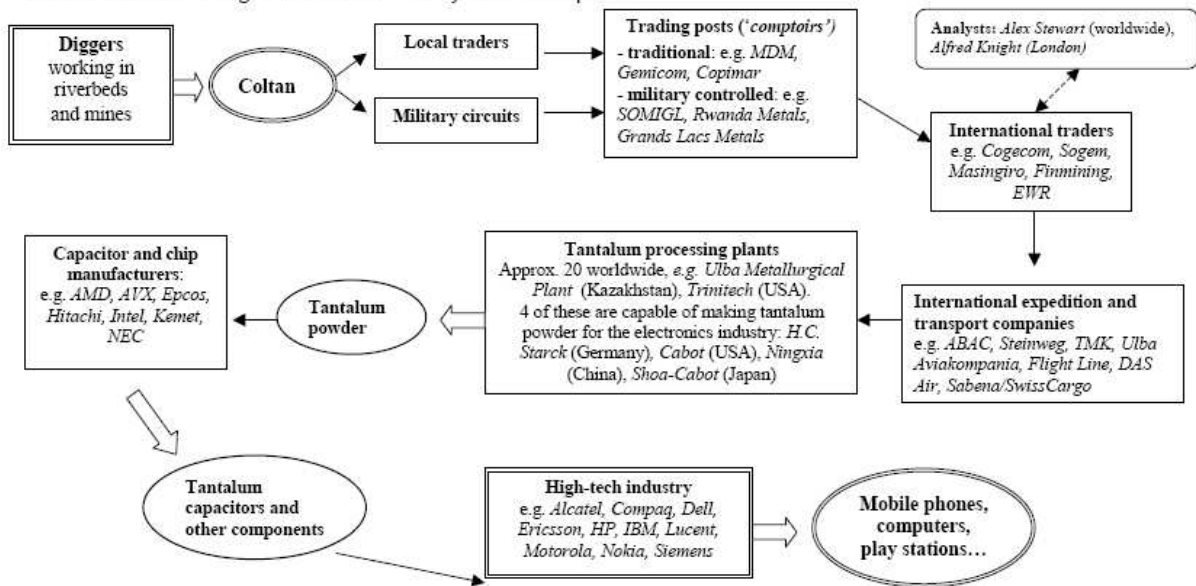 Diggers
working in
riverbeds
and mines
Coltan
Local traders
Military circuits
Trading posts ('comptoirs')
- traditional: e.g. MDM,
Gemicom, Copimar
- military controlled: e.g.
SOMIGL, Rwanda Metals,
Grands Lacs Metals
Analysts: Alex Stewart (worldwide),
Alfred Knight (London)
International traders
e.g. Cogecom, Sogem,
Masingiro, Finmining,
EWR
International expedition and
transport companies
e.g. ABAC, Steinweg, TMK, Ulba
Aviakompania, Flight Line, DAS
Air, Sabena/SwissCargo
Tantalum processing plants
Approx. 20 worldwide, e.g. Ulba Metallurgical
Plant (Kazakhstan), Trinitech (USA).
4 of these are capable of making tantalum
powder for the electronics industry: H.C.
Starck (Germany), Cabot (USA), Ningxia
(China), Shoa-Cabot (Japan)
Tantalum
powder
Capacitor and chip
manufacturers:
e.g. AMD, AVX, Epcos,
Hitachi, Intel, Kemet,
NEC
Tantalum
capacitors and
other components
High-tech industry
e.g. Alcatel, Compaq, Dell,
Ericsson, HP, IBM, Lucent,
Motorola, Nokia, Siemens
Mobile phones,
computers,
play stations…